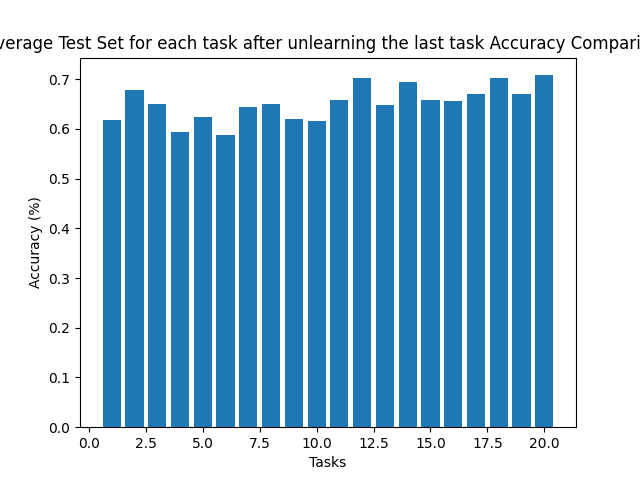 verage Test Set for each task after unlearning the last task Accuracy Compari
Accuracy (%)
0.7
0.6
0.5
0.4
0.3
0.2
0.1
0.0
0.0 2.5 5.0 7.5 10.0 12.5 15.0 17.5 20.0
Tasks